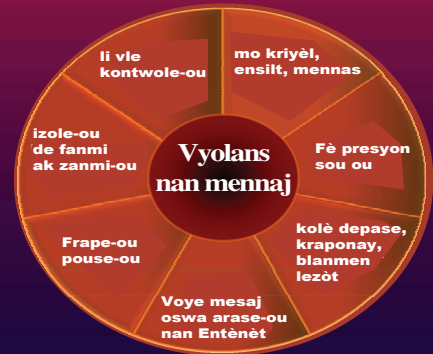 li vle
kontwole-ou
mo kriyèl,
ensilt, mennas
izole-ou
de fanmi
ak zanmi-ou
Vyolans
nan mennaj
Fè presyon
sou ou
Frape-ou
pouse-ou
kolè depase,
kraponay,
blanmen
lezòt
Voye mesaj
oswa arase-ou
nan Entènèt